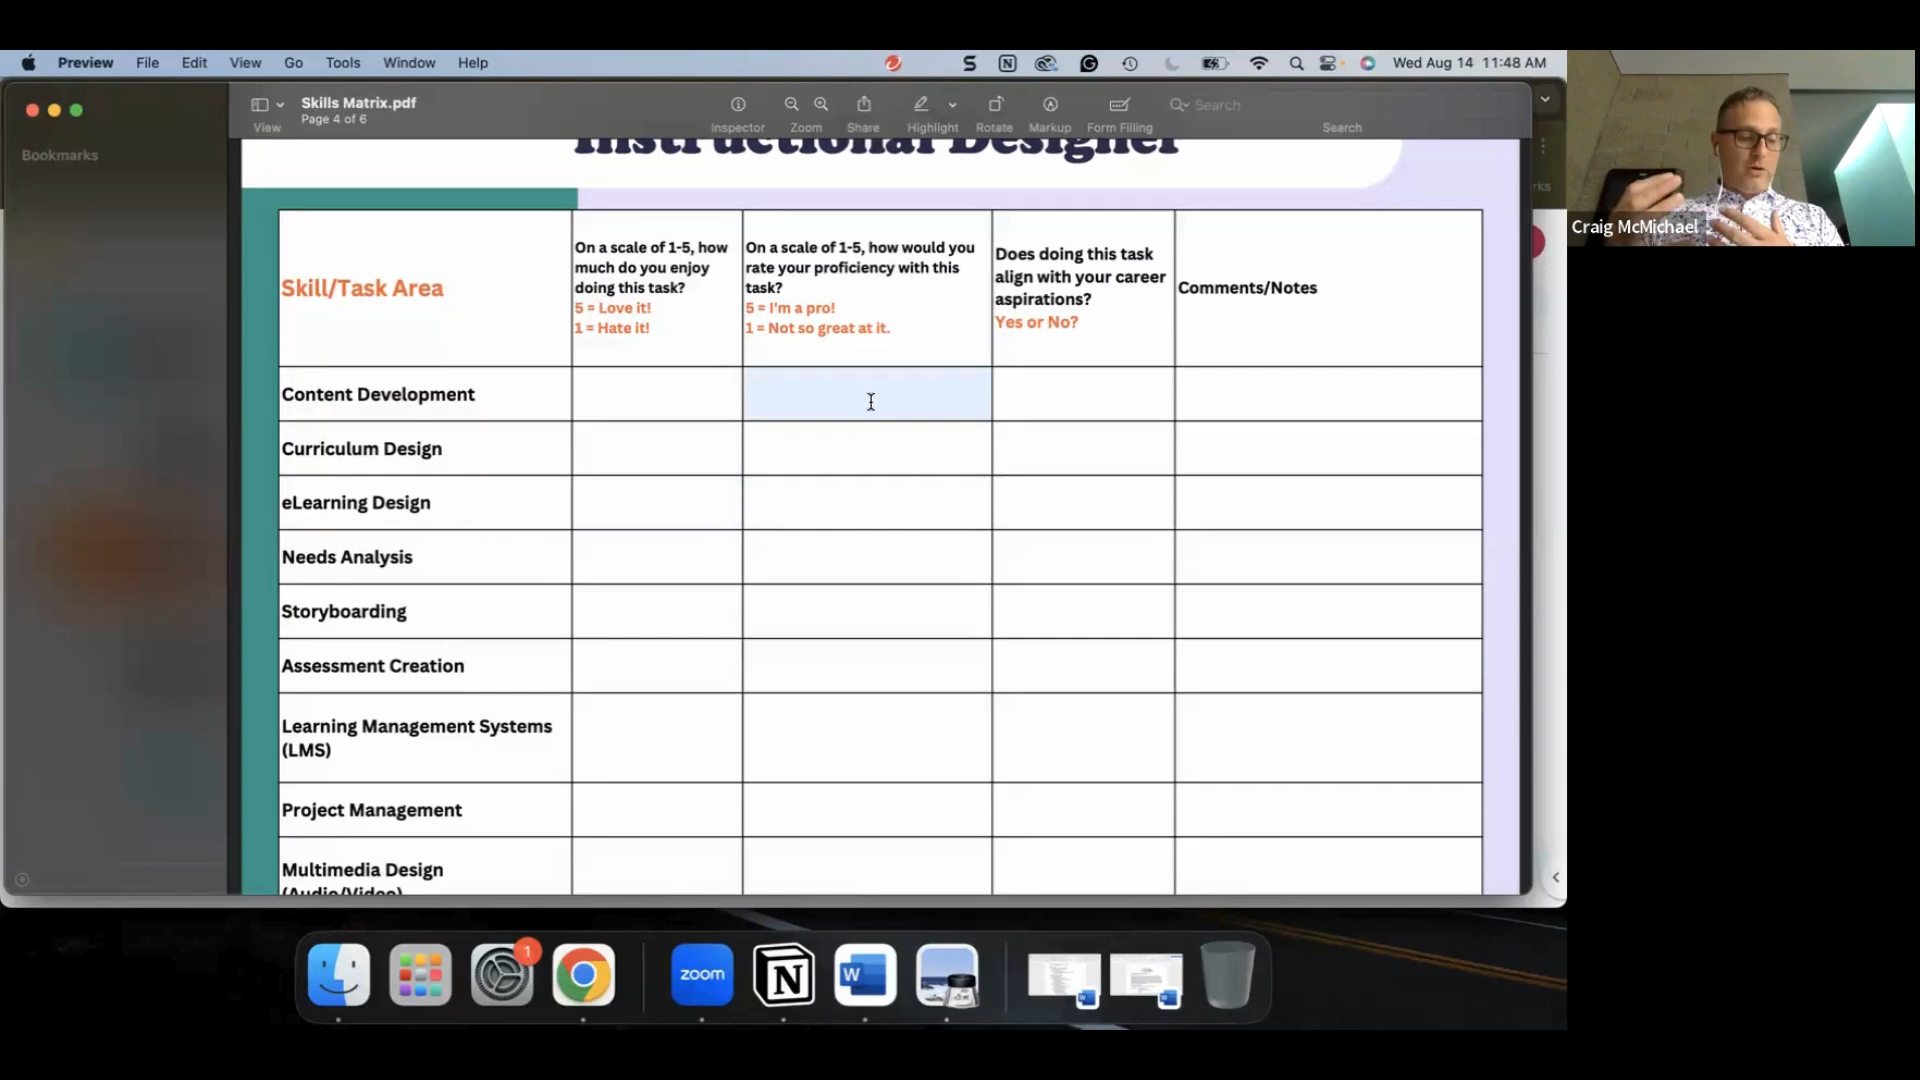 Preview File Edit View Go Tools Window Help
Wed Aug 14 11:48 AM
Skills Matrix.pdf
Page 4 of 6
View
Inspector Zoom Share Highlight Rotate Markup Form Filling
Search
Search
Bookmarks
Craig McMichael
Instructional Designer
Skill/Task Area
On a scale of 1-5, how
much do you enjoy
doing this task?
5 = Love it!
1 = Hate it!
On a scale of 1-5, how would you
rate your proficiency with this
task?
5 = I'm a pro!
1 = Not so great at it.
Does doing this task
align with your career
aspirations?
Yes or No?
Comments/Notes
Content Development
Curriculum Design
eLearning Design
Needs Analysis
Storyboarding
Assessment Creation
Learning Management Systems
(LMS)
Project Management
Multimedia Design
(Audio/Video)
1
zoom
N
W